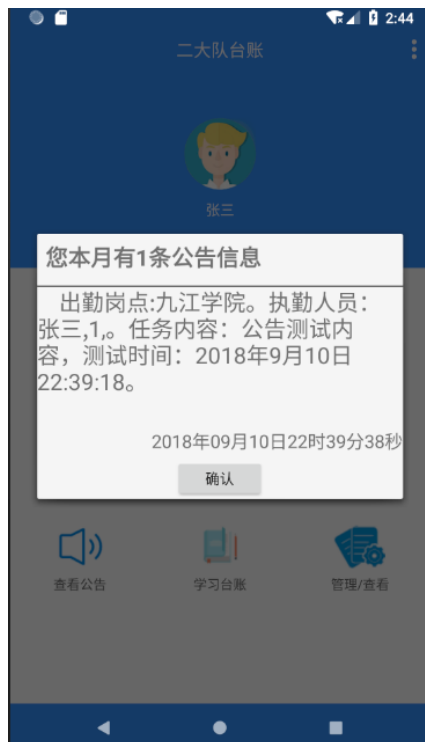 2:44
二大队台账
张三
您本月有1条公告信息
出勤岗点:九江学院。执勤人员：
张三,1,。任务内容：公告测试内
容，测试时间：2018年9月10日
22:39:18。
2018年09月10日22时39分38秒
确认
查看公告
学习台账
管理/查看